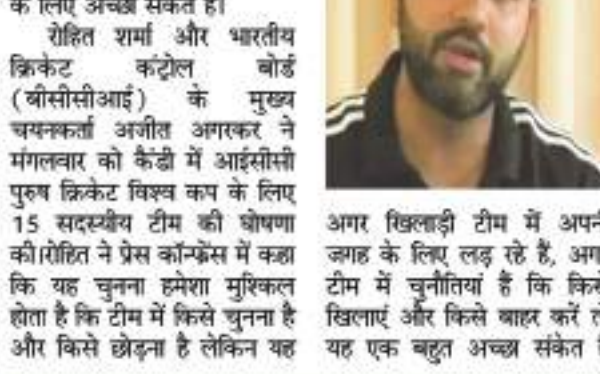 के लिए अच्छा संकेत है।
रोहित शर्मा और भारतीय
क्रिकेट कंट्रोल बोर्ड
(बीसीसीआई) के मुख्य
चयनकर्ता अजीत अगरकर ने
मंगलवार को कैंडी में आईसीसी
पुरुष क्रिकेट विश्व कप के लिए
15 सदस्यीय टीम की घोषणा
की।रोहित ने प्रेस कॉन्फ्रेंस में कहा
कि यह चुनना हमेशा मुश्किल
होता है कि टीम में किसे चुनना है
और किसे छोड़ना है लेकिन यह
अगर खिलाड़ी टीम में
जगह के लिए लड़ रहे हैं,
टीम में चुनौतियां हैं कि
खिलाएं और किसे बाहर करें
यह एक बहुत अच्छा संकेत